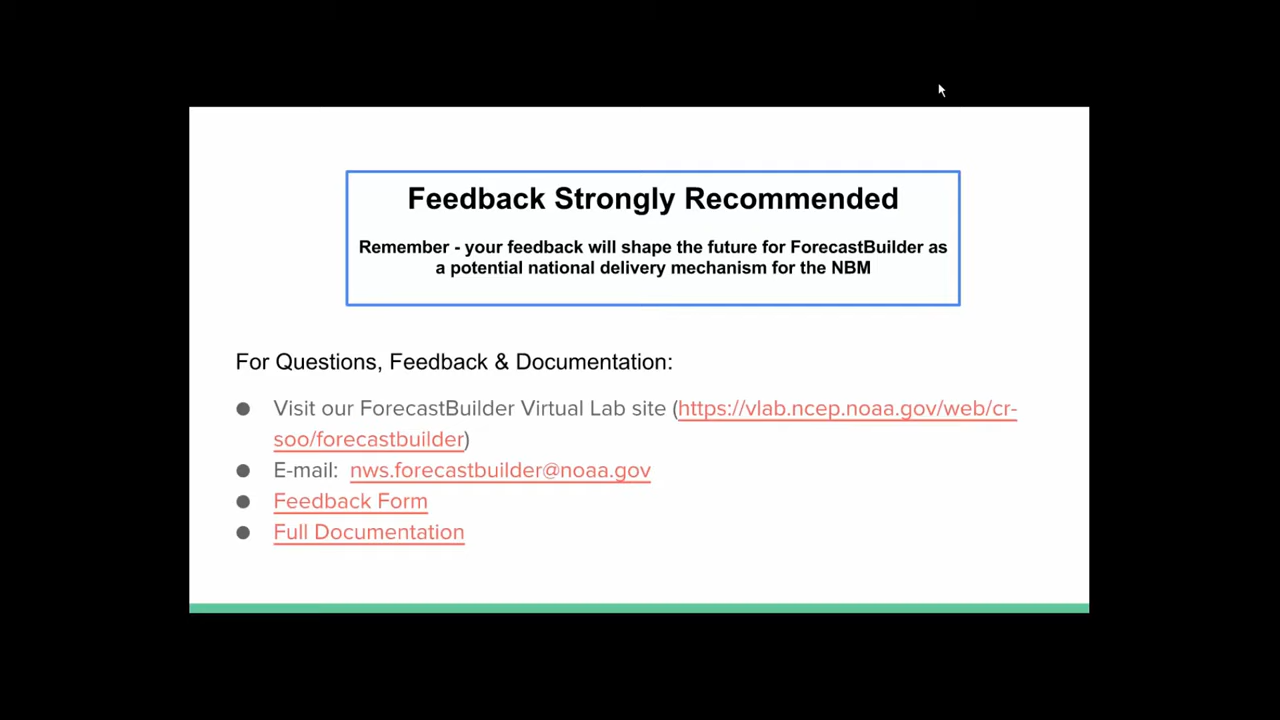 Feedback Strongly Recommended
Remember - your feedback will shape the future for ForecastBuilder as
a potential national delivery mechanism for the NBM
For Questions, Feedback & Documentation:
● Visit our ForecastBuilder Virtual Lab site (https://vlab.ncep.noaa.gov/web/cr-
soo/forecastbuilder)
● E-mail: nws.forecastbuilder@noaa.gov
● Feedback Form
● Full Documentation